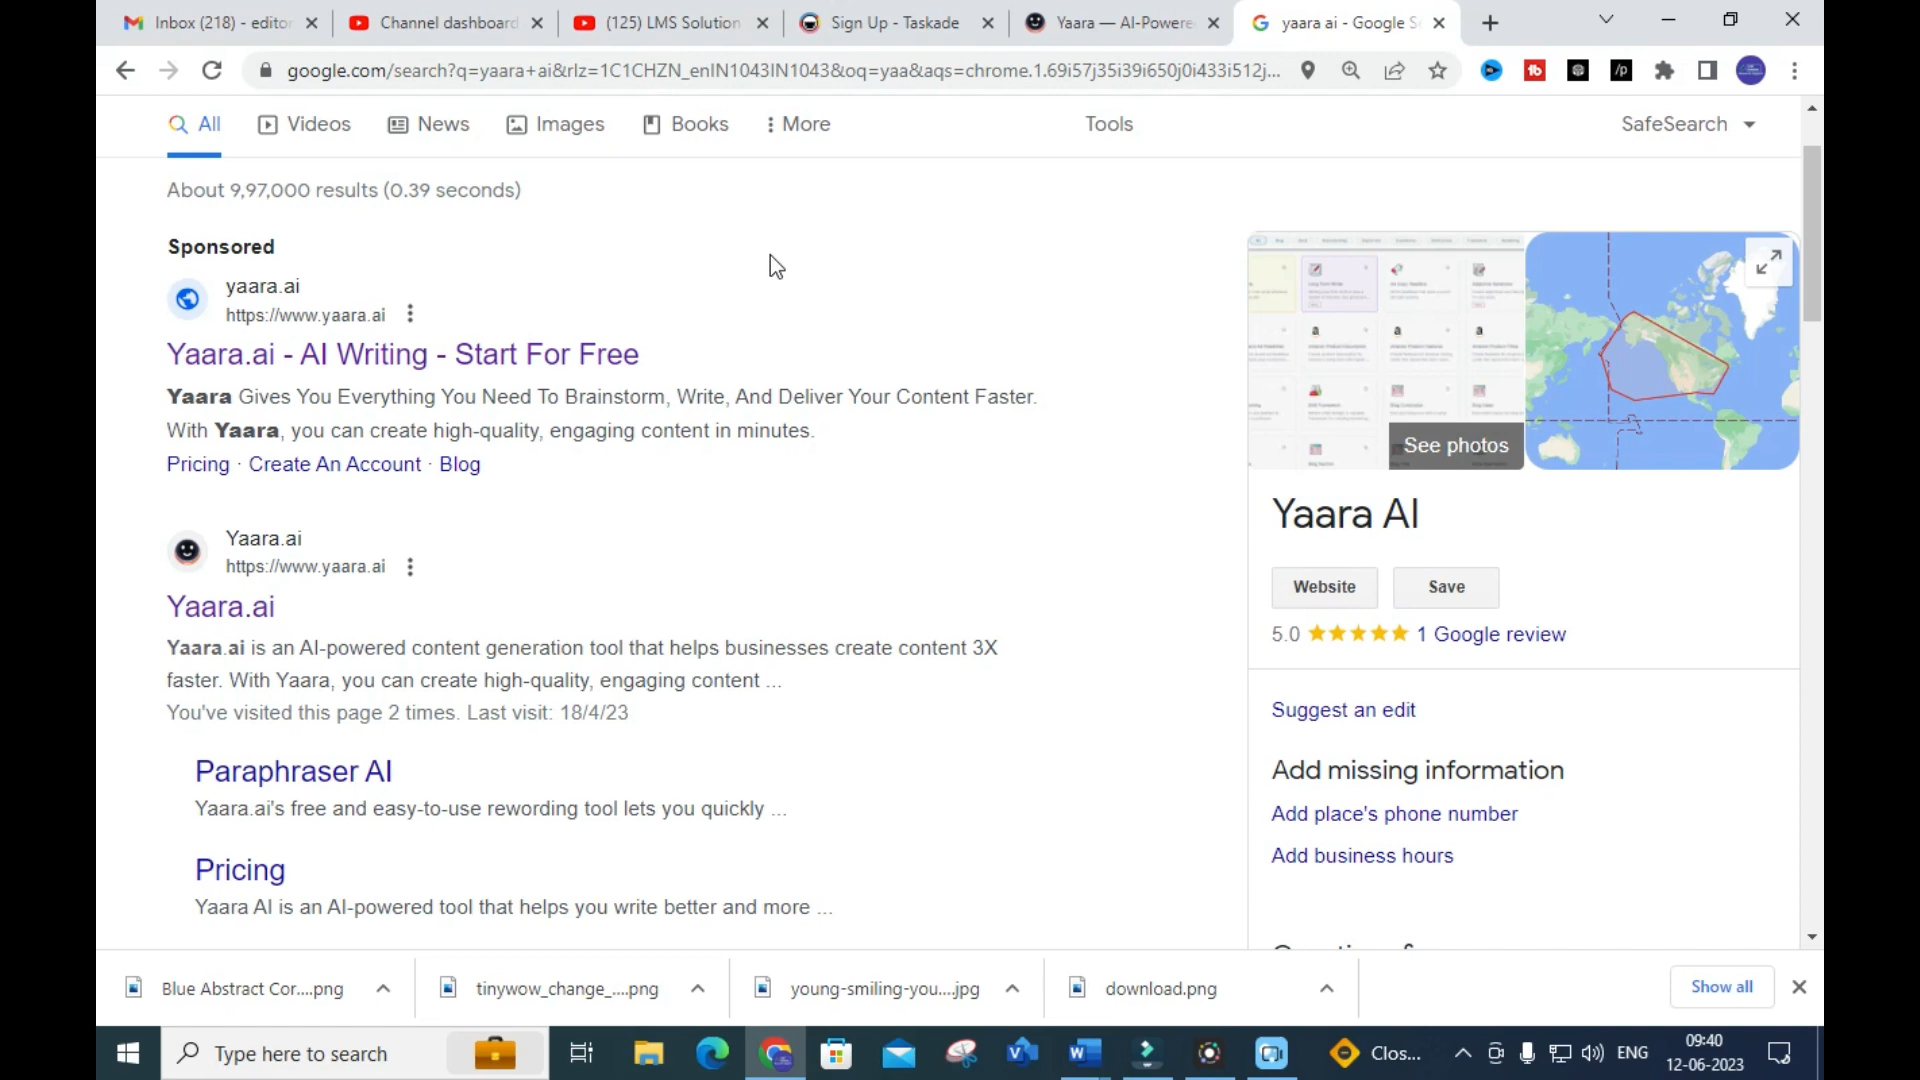 Inbox (218) - editor
Channel dashboard
(125) LMS Solution
Sign Up - Taskade
Yaara — AI-Powere
yaara ai - Google S
google.com/search?q=yaara+ai&rlz=1C1CHZN_enIN1043IN1043&oq=yaa&aqs=chrome.1.69i57j35i39i650j0i433i512j...
All
Videos
News
Images
Books
More
Tools
SafeSearch
About 9,97,000 results (0.39 seconds)
Sponsored
yaara.ai
https://www.yaara.ai
Yaara.ai - AI Writing - Start For Free
Yaara Gives You Everything You Need To Brainstorm, Write, And Deliver Your Content Faster.
With Yaara, you can create high-quality, engaging content in minutes.
Pricing · Create An Account · Blog
Yaara.ai
https://www.yaara.ai
Yaara.ai
Yaara.ai is an AI-powered content generation tool that helps businesses create content 3X
faster. With Yaara, you can create high-quality, engaging content ...
You've visited this page 2 times. Last visit: 18/4/23
Paraphraser AI
Yaara.ai's free and easy-to-use rewording tool lets you quickly ...
Pricing
Yaara AI is an AI-powered tool that helps you write better and more ...
See photos
Yaara AI
Website
Save
5.0
1 Google review
Suggest an edit
Add missing information
Add place's phone number
Add business hours
Blue Abstract Cor....png
tinywow_change_....png
young-smiling-you....jpg
download.png
Show all
Type here to search
Clos...
ENG
09:40
12-06-2023